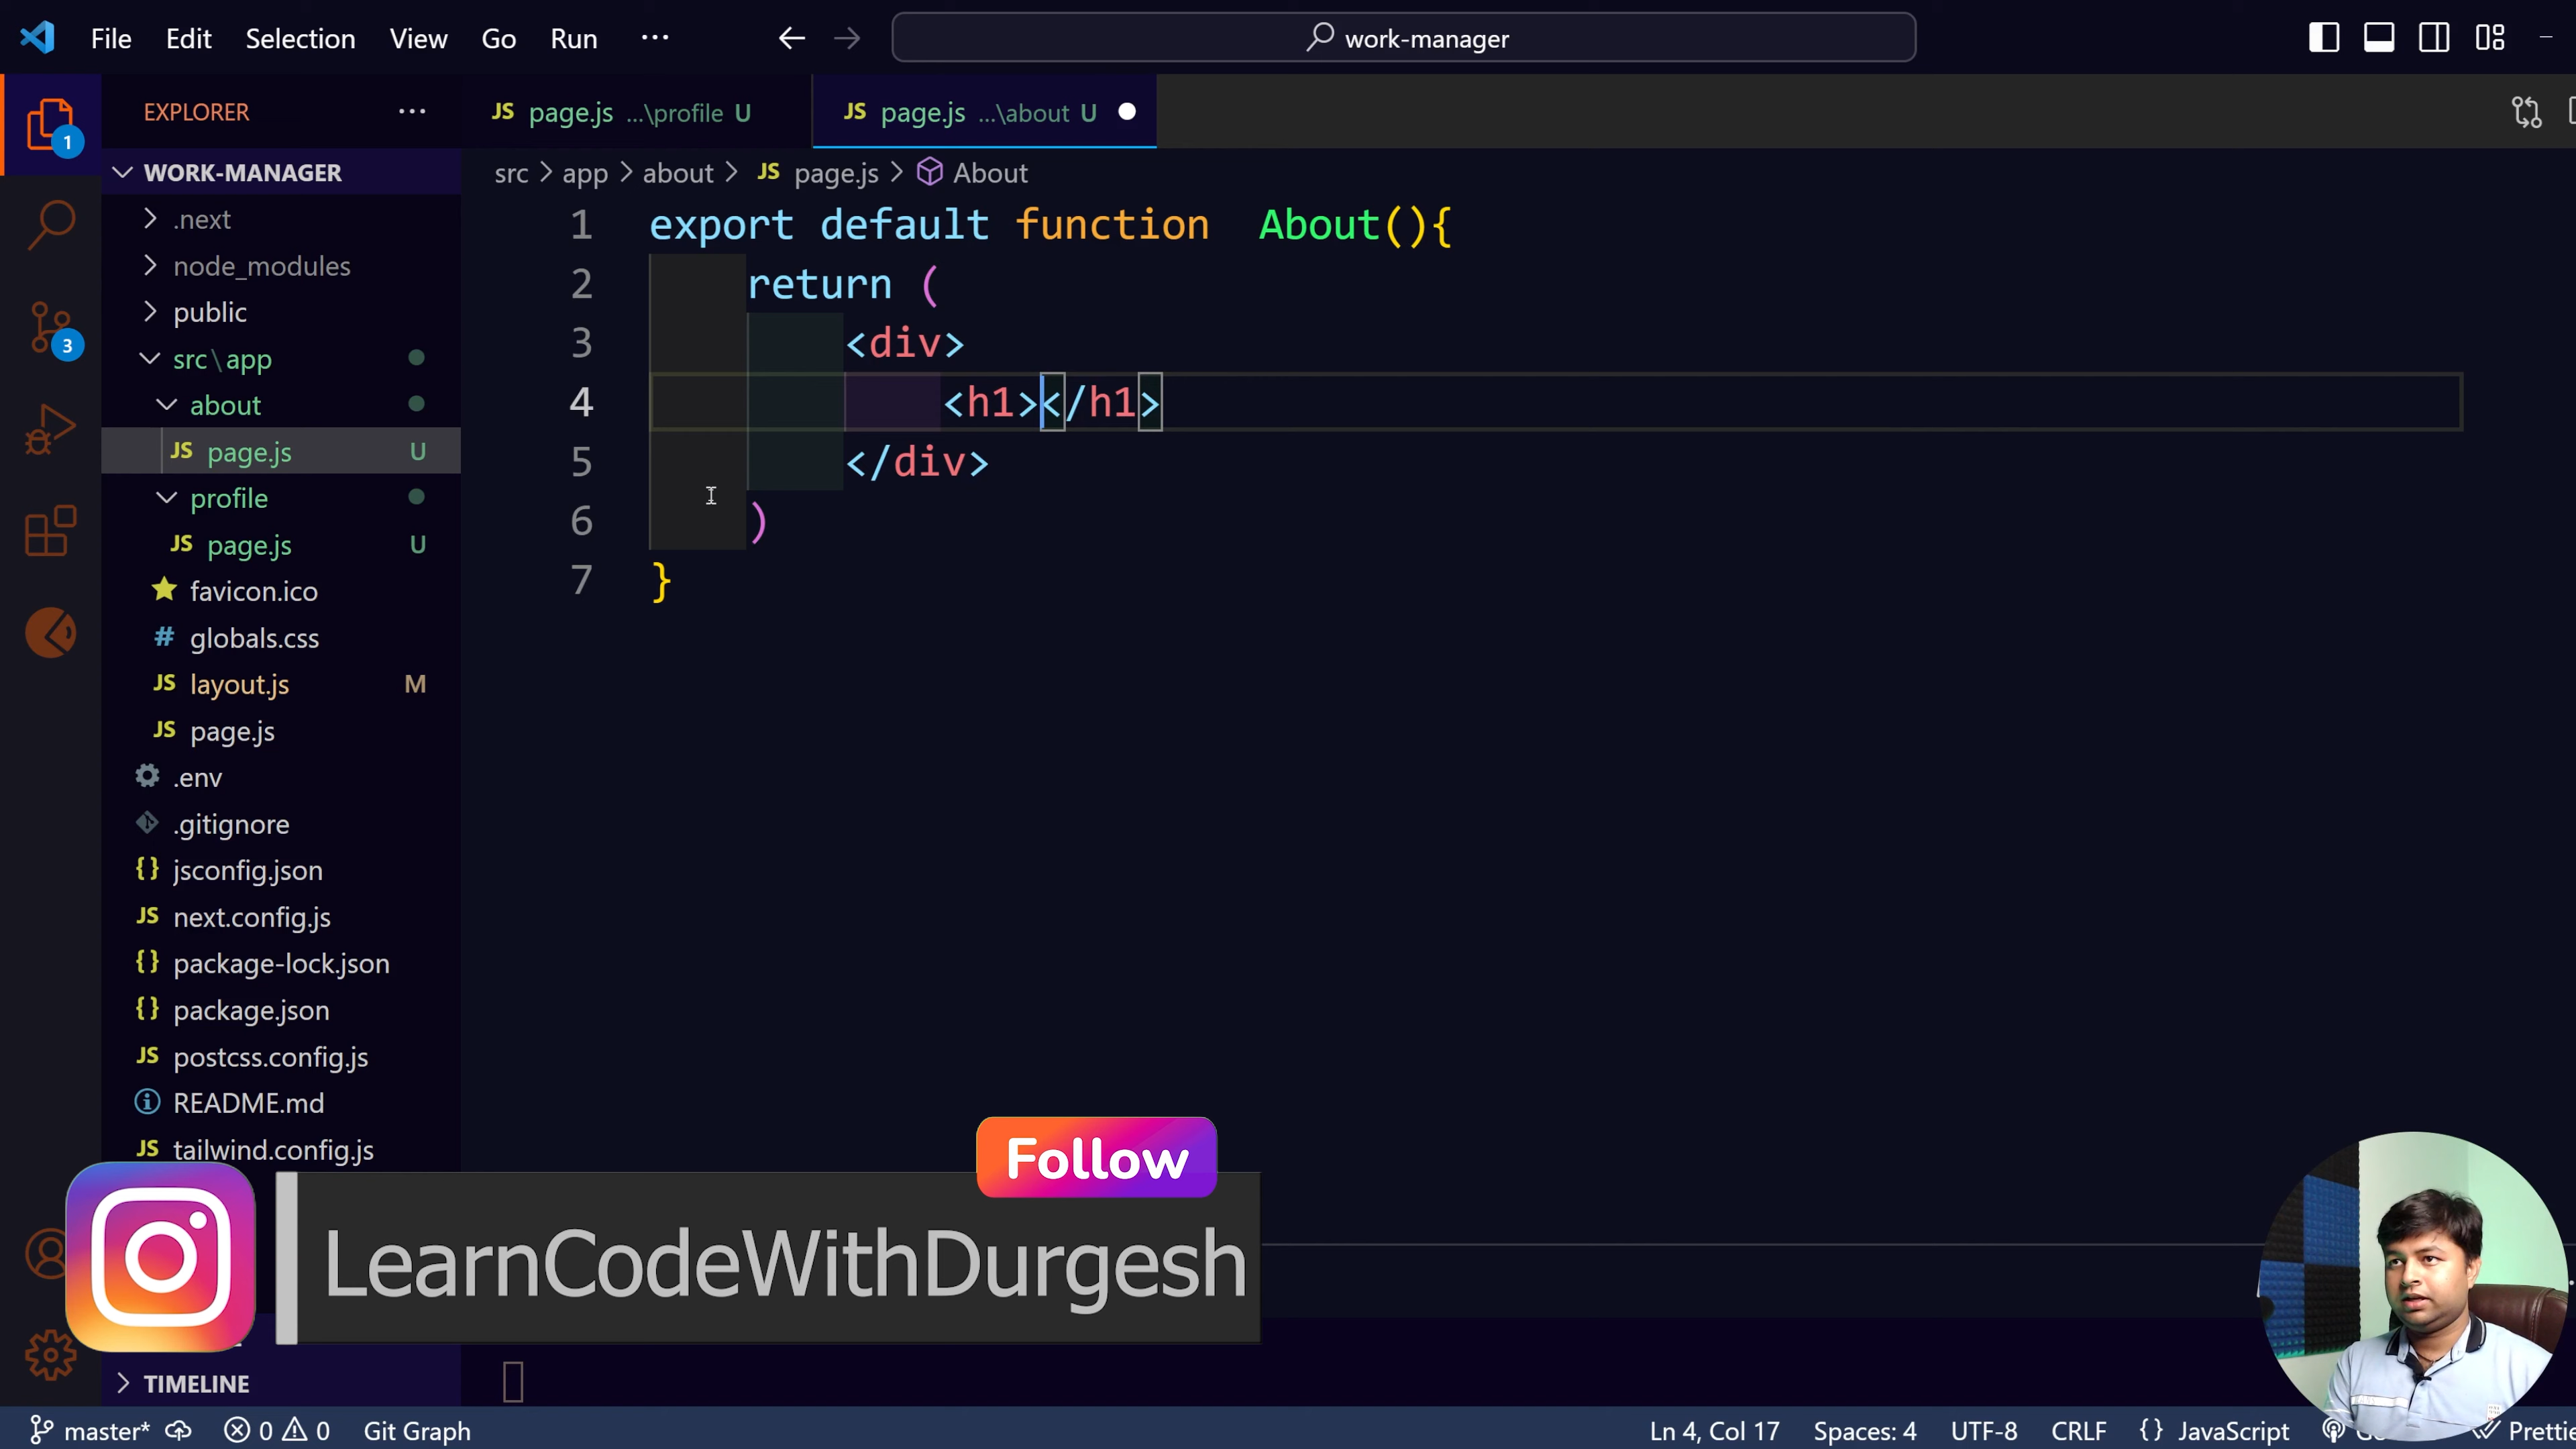 File Edit Selection View Go Run ···
work-manager
EXPLORER ···
page.js ...\profile U
page.js ...\about U
src > app > about > JS page.js > About
WORK-MANAGER
.next
node_modules
public
src\app
about
JS page.js U
profile
JS page.js U
favicon.ico
# globals.css
JS layout.js M
JS page.js
.env
.gitignore
{} jsconfig.json
JS next.config.js
{} package-lock.json
{} package.json
JS postcss.config.js
README.md
JS tailwind.config.js
TIMELINE
1
3
1 export default function  About(){
2     return (
3         <div>
4             <h1></h1>
5         </div>
6     )
7 }
Follow
LearnCodeWithDurgesh
master* 0 0 Git Graph Ln 4, Col 17 Spaces: 4 UTF-8 CRLF {} JavaScript